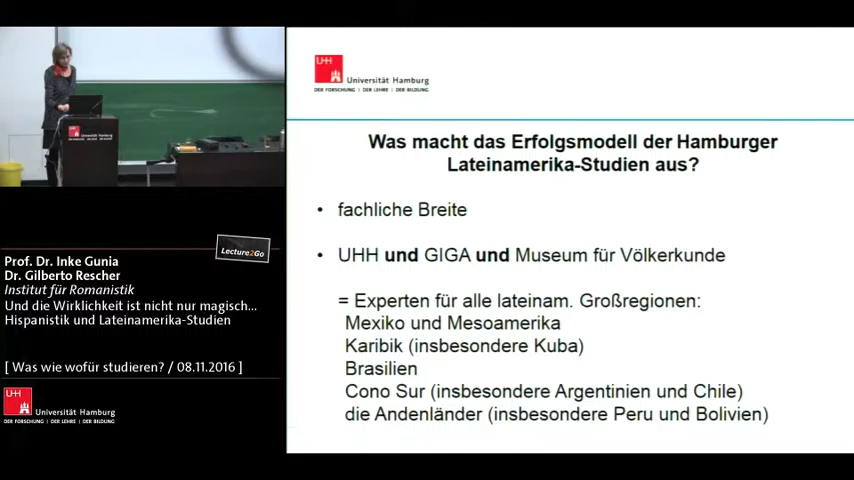 UHH
Universität Hamburg
DER FORSCHUNG | DER LEHRE | DER BILDUNG
Was macht das Erfolgsmodell der Hamburger
Lateinamerika-Studien aus?
• fachliche Breite
• UHH und GIGA und Museum für Völkerkunde
= Experten für alle lateinam. Großregionen:
Mexiko und Mesoamerika
Karibik (insbesondere Kuba)
Brasilien
Cono Sur (insbesondere Argentinien und Chile)
die Andenländer (insbesondere Peru und Bolivien)
Universität Hamburg
Lecture2Go
Prof. Dr. Inke Gunia
Dr. Gilberto Rescher
Institut für Romanistik
Und die Wirklichkeit ist nicht nur magisch...
Hispanistik und Lateinamerika-Studien
[ Was wie wofür studieren? / 08.11.2016 ]
UHH
Universität Hamburg
DER FORSCHUNG | DER LEHRE | DER BILDUNG